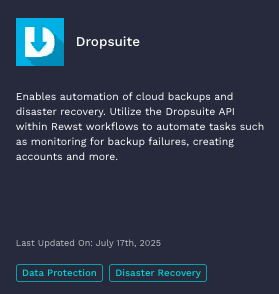 Dropsuite
Enables automation of cloud backups and
disaster recovery. Utilize the Dropsuite API
within Rewst workflows to automate tasks such
as monitoring for backup failures, creating
accounts and more.
Last Updated On: July 17th, 2025
Data Protection
Disaster Recovery